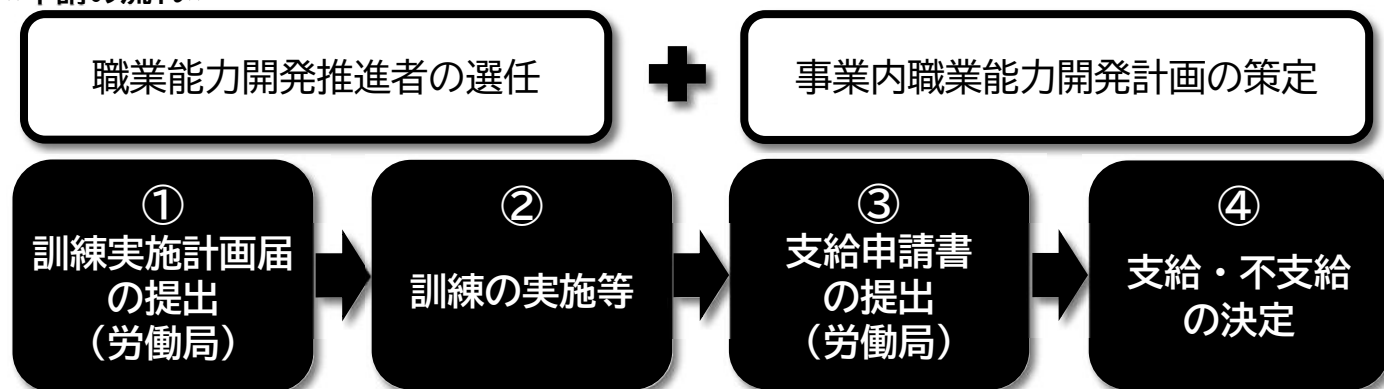 職業能力開発推進者の選任
事業内職業能力開発計画の策定
①
訓練実施計画届
の提出
(労働局)
②
訓練の実施等
③
支給申請書
の提出
(労働局)
④
支給・不支給
の決定